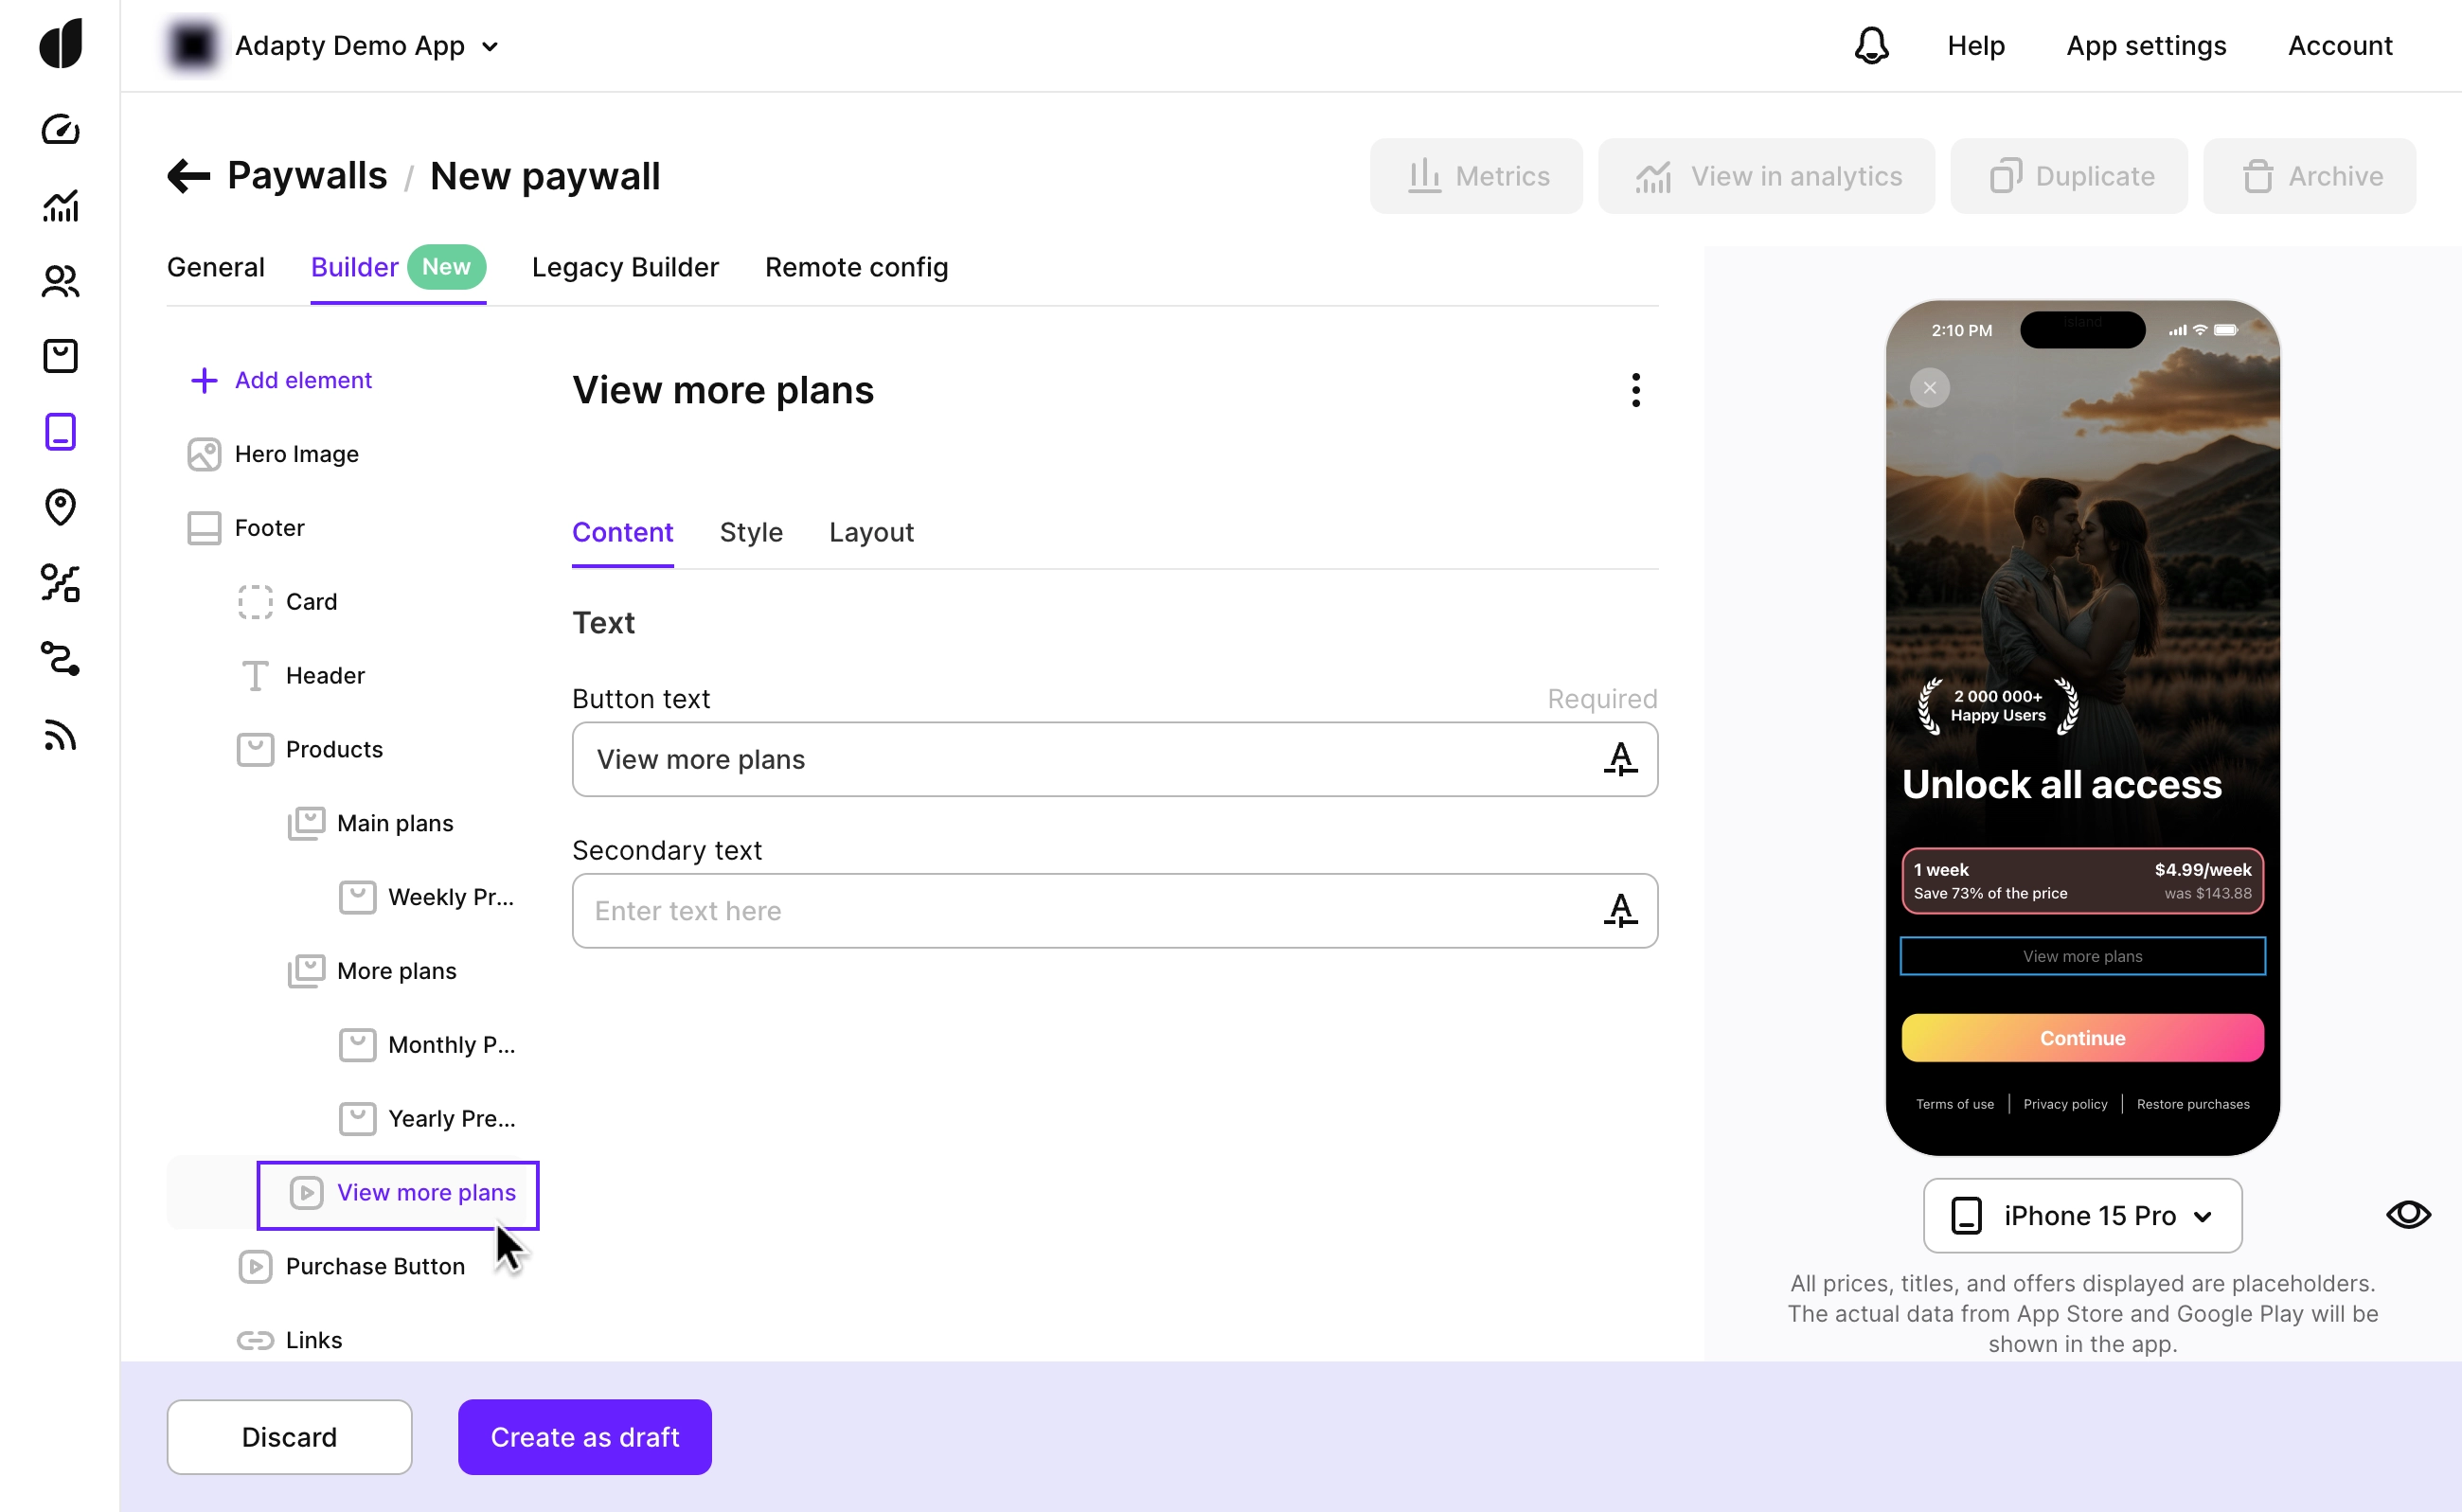 Adapty Demo App
Help
App settings
Account
Paywalls / New paywall
Metrics
View in analytics
Duplicate
Archive
General
Builder New
Legacy Builder
Remote config
Add element
Hero Image
Footer
Card
Header
Products
Main plans
Weekly Pr...
More plans
Monthly P...
Yearly Pre...
View more plans
Purchase Button
Links
View more plans
Content
Style
Layout
Text
Button text
Required
View more plans
Secondary text
Enter text here
2:10 PM
island
2 000 000+
Happy Users
Unlock all access
1 week $4.99/week
Save 73% of the price was $143.88
View more plans
Continue
Terms of use
Privacy policy
Restore purchases
iPhone 15 Pro
All prices, titles, and offers displayed are placeholders.
The actual data from App Store and Google Play will be
shown in the app.
Discard
Create as draft